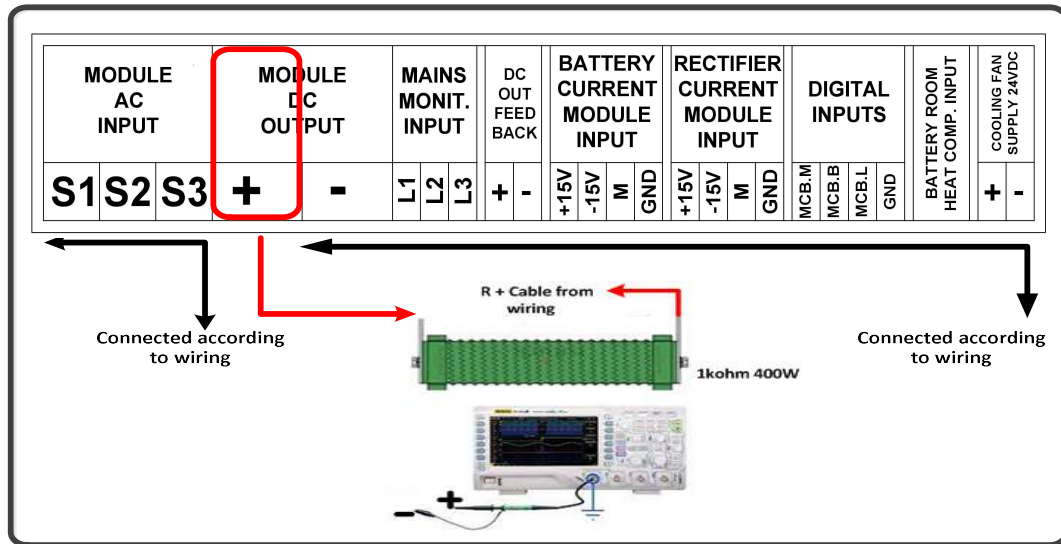 MODULE
AC
INPUT
MODULE
DC
OUTPUT
MAINS
MONIT.
INPUT
DC
OUT
FEED
BACK
BATTERY
CURRENT
MODULE
INPUT
RECTIFIER
CURRENT
MODULE
INPUT
DIGITAL
INPUTS
BATTERY ROOM
HEAT COMP. INPUT
COOLING FAN
SUPPLY 24VDC
S1 S2 S3 + - L1 L2 L3 + - +15V -15V M GND +15V -15V M GND MCB.M MCB.B MCB.L GND + -
R + Cable from
wiring
Connected according
to wiring
Connected according
to wiring
1kohm 400W
+
-